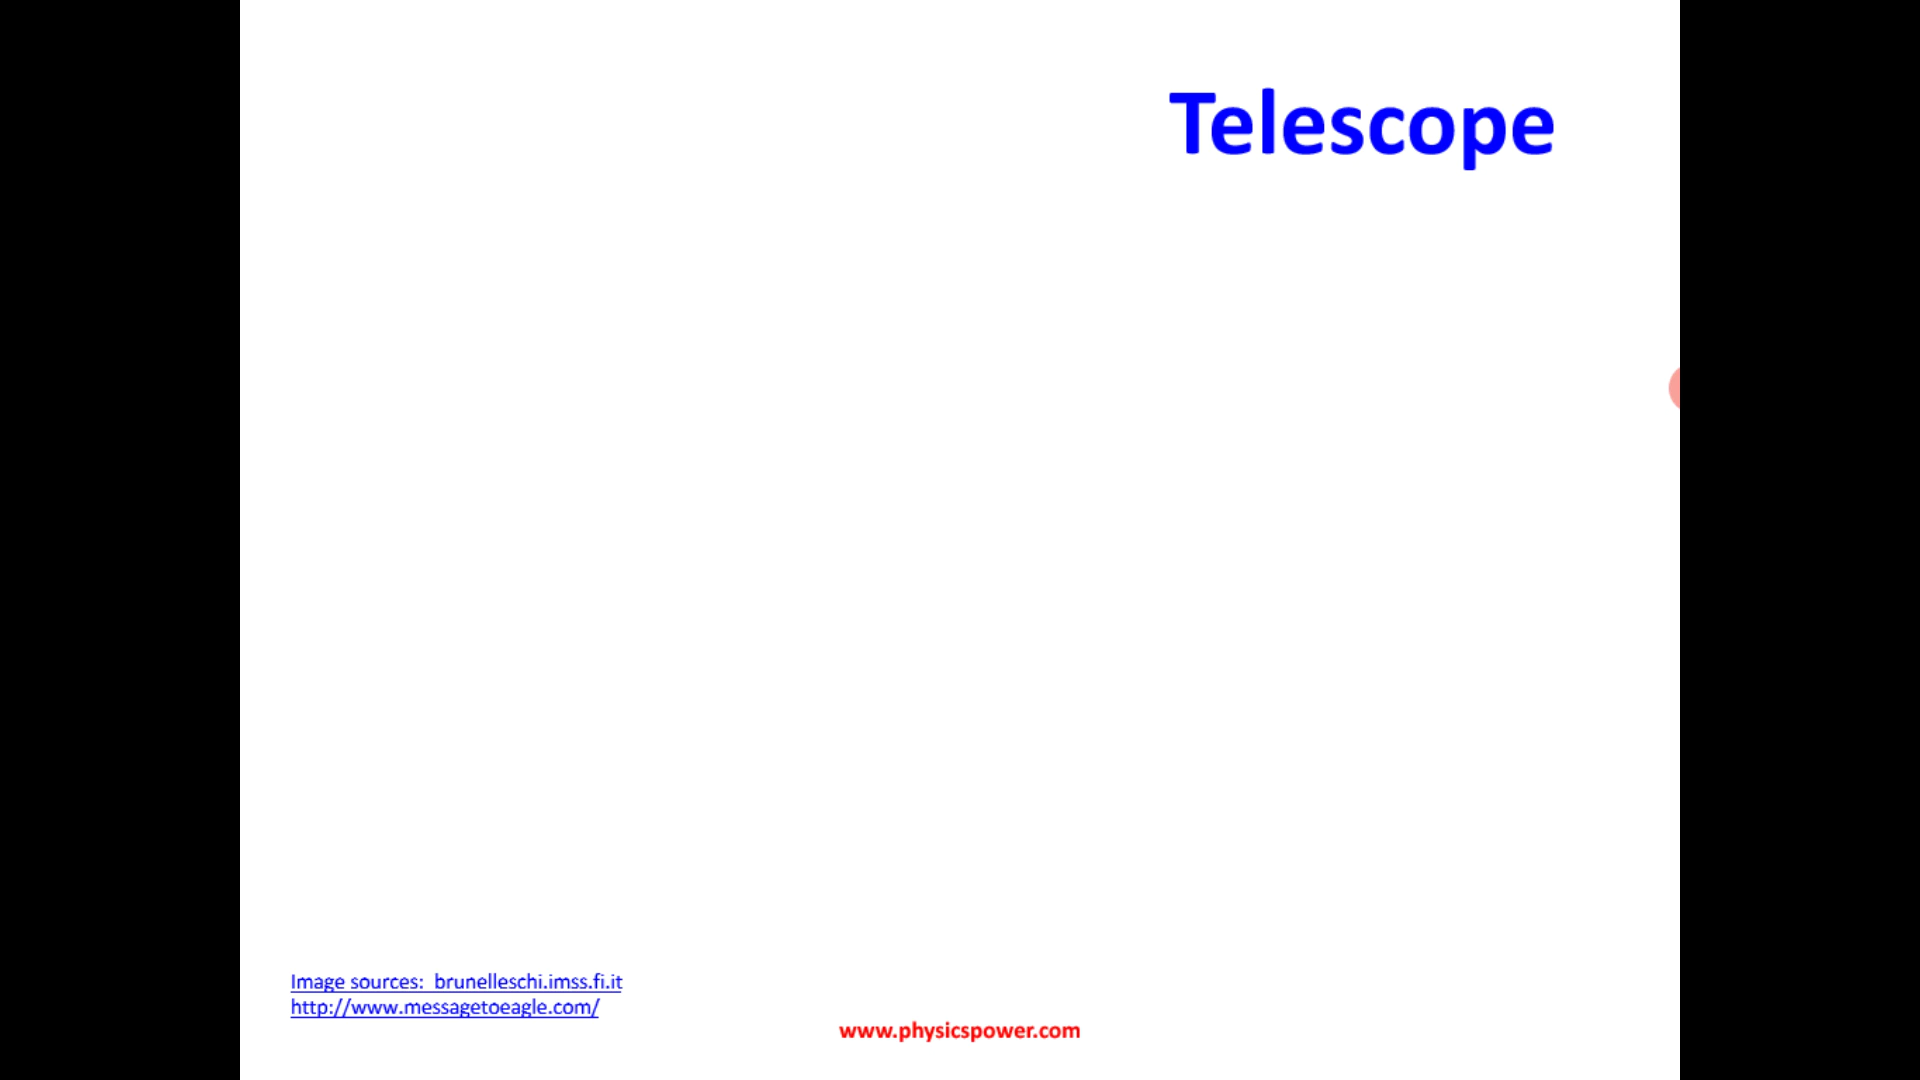 Telescope
Image sources:  brunelleschi.imss.fi.it
http://www.messagetoeagle.com/
www.physicspower.com